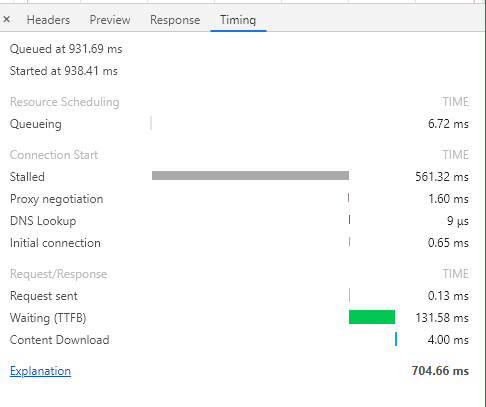 × Headers Preview Response Timing
Queued at 931.69 ms
Started at 938.41 ms
Resource Scheduling TIME
Queueing 6.72 ms
Connection Start TIME
Stalled 561.32 ms
Proxy negotiation 1.60 ms
DNS Lookup 9 μs
Initial connection 0.65 ms
Request/Response TIME
Request sent 0.13 ms
Waiting (TTFB) 131.58 ms
Content Download 4.00 ms
Explanation 704.66 ms